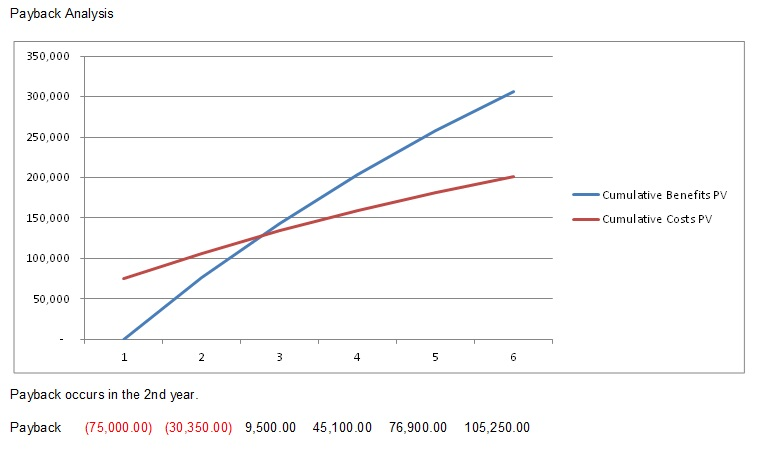 Payback Analysis
350,000
300,000
250,000
200,000
150,000
100,000
50,000
-
1 2 3 4 5 6
Cumulative Benefits PV
Cumulative Costs PV
Payback occurs in the 2nd year.
Payback (75,000.00) (30,350.00) 9,500.00 45,100.00 76,900.00 105,250.00